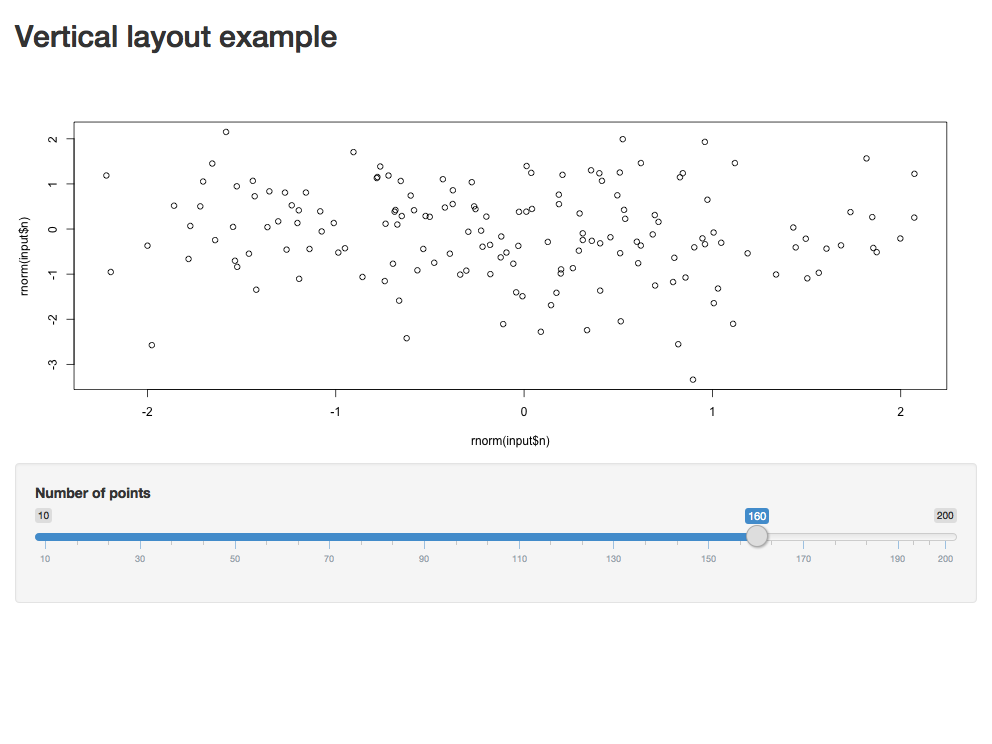 Vertical layout example
2
1
0
-1
-2
-3
rnorm(input$n)
-2 -1 0 1 2
rnorm(input$n)
Number of points
10 160 200
10 30 50 70 90 110 130 150 170 190 200